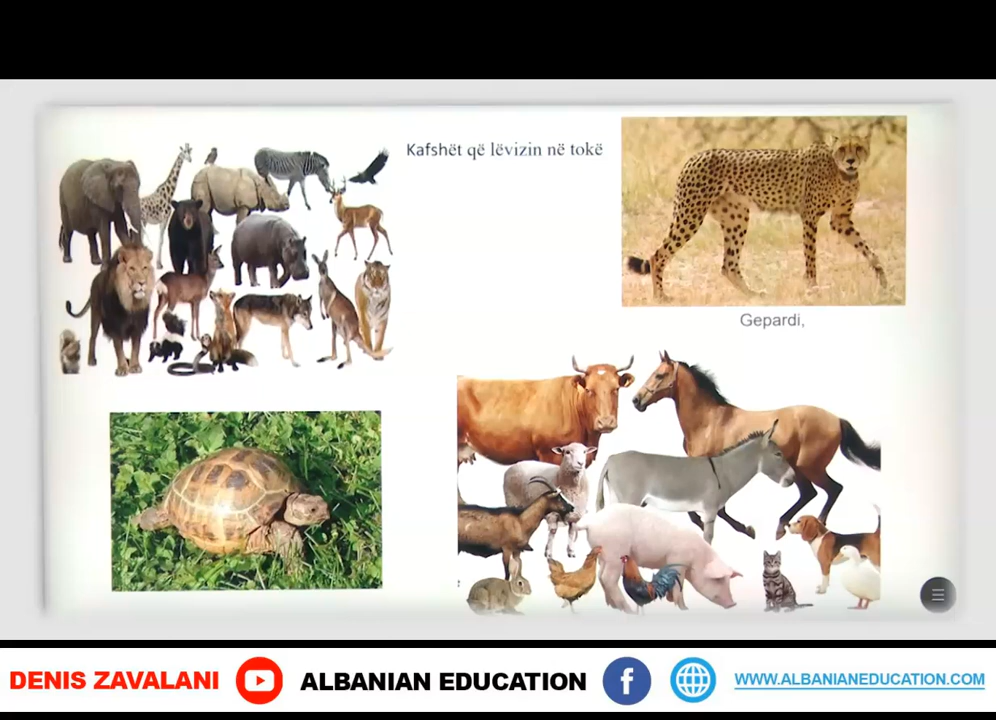 Kafshët që lëvizin në tokë
Gepardi,
DENIS ZAVALANI
ALBANIAN EDUCATION
WWW.ALBANIANEDUCATION.COM